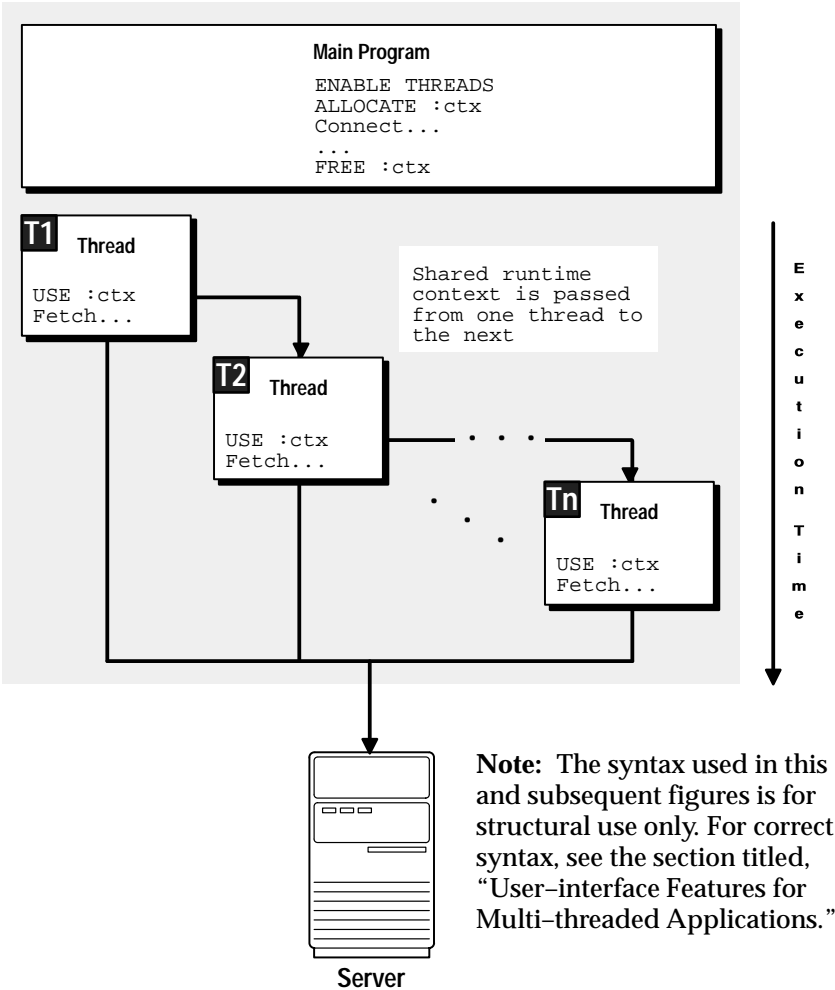 Main Program
ENABLE THREADS
ALLOCATE :ctx
Connect...
...
FREE :ctx
T1
Thread
USE :ctx
Fetch...
Shared runtime
context is passed
from one thread to
the next
T2
Thread
USE :ctx
Fetch...
Tn
Thread
USE :ctx
Fetch...
Execution Time
Note: The syntax used in this
and subsequent figures is for
structural use only. For correct
syntax, see the section titled,
“User–interface Features for
Multi–threaded Applications.”
Server